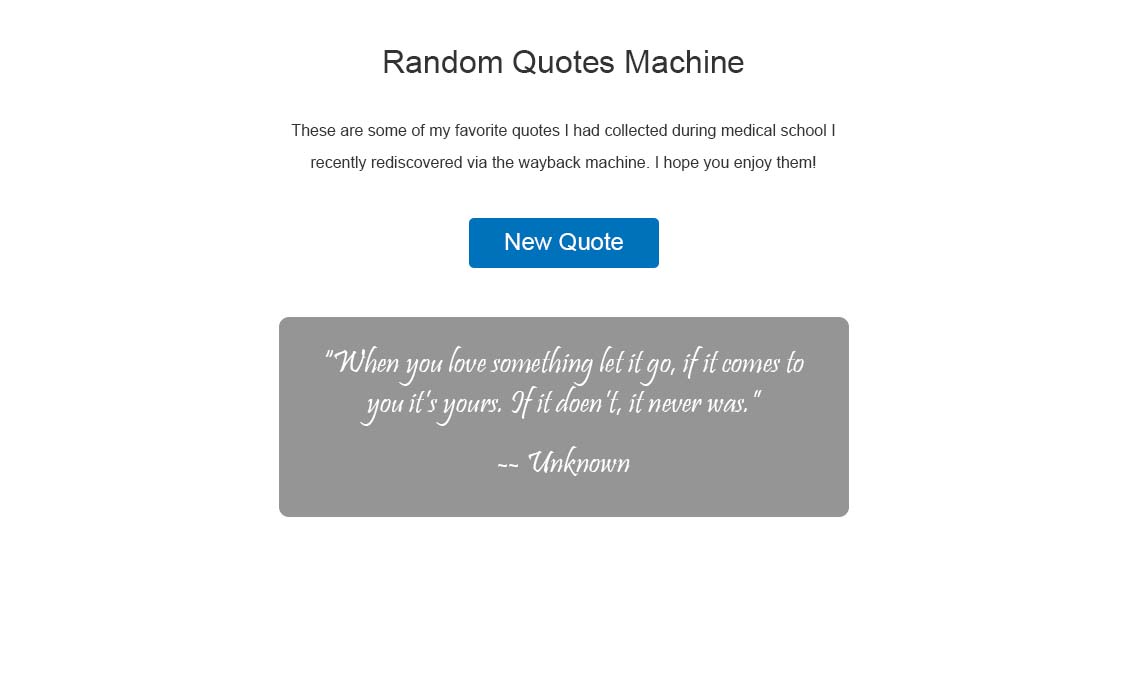 Random Quotes Machine
These are some of my favorite quotes I had collected during medical school I
recently rediscovered via the wayback machine. I hope you enjoy them!
New Quote
"When you love something let it go, if it comes to
you it's yours. If it doen't, it never was."
~~ Unknown